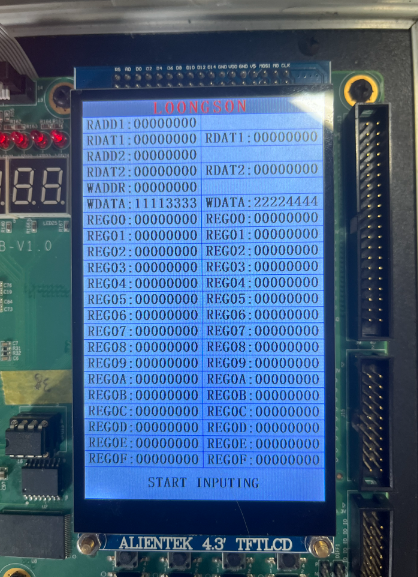 LOONGSON
RADD1:00000000
RDAT1:00000000 RDAT1:00000000
RADD2:00000000
RDAT2:00000000 RDAT2:00000000
WADDR:00000000
WDATA:11113333 WDATA:22224444
REG00:00000000 REG00:00000000
REG01:00000000 REG01:00000000
REG02:00000000 REG02:00000000
REG03:00000000 REG03:00000000
REG04:00000000 REG04:00000000
REG05:00000000 REG05:00000000
REG06:00000000 REG06:00000000
REG07:00000000 REG07:00000000
REG08:00000000 REG08:00000000
REG09:00000000 REG09:00000000
REG0A:00000000 REG0A:00000000
REG0B:00000000 REG0B:00000000
REG0C:00000000 REG0D:00000000
REG0D:00000000 REG0D:00000000
REG0E:00000000 REG0E:00000000
REG0F:00000000 REG0F:00000000
START INPUTING
B-V1.0
ALIENTEK 4.3' TFTLCD